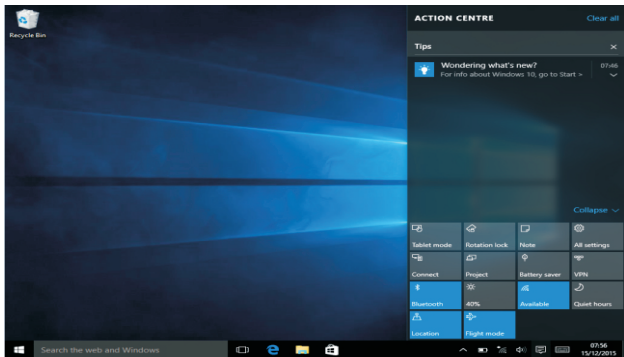 Recycle Bin
ACTION CENTRE Clear all
Tips
Wondering what's new? 07:46
For info about Windows 10, go to Start >
Collapse
Tablet mode Rotation lock Note All settings
Connect Project Battery saver VPN
Bluetooth 40% Available Quiet hours
Location Flight mode
Search the web and Windows
07:56
15/12/2015